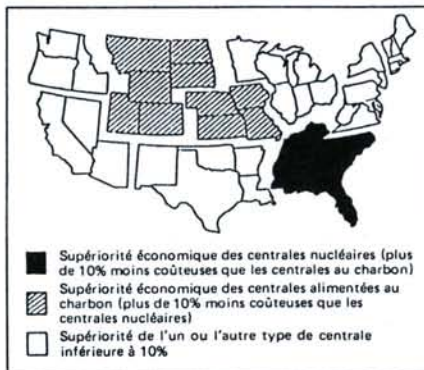 Supériorité économique des centrales nucléaires (plus
de 10% moins coûteuses que les centrales au charbon)
Supériorité économique des centrales alimentées au
charbon (plus de 10% moins coûteuses que les
centrales nucléaires)
Supériorité de l'un ou l'autre type de centrale
inférieure à 10%